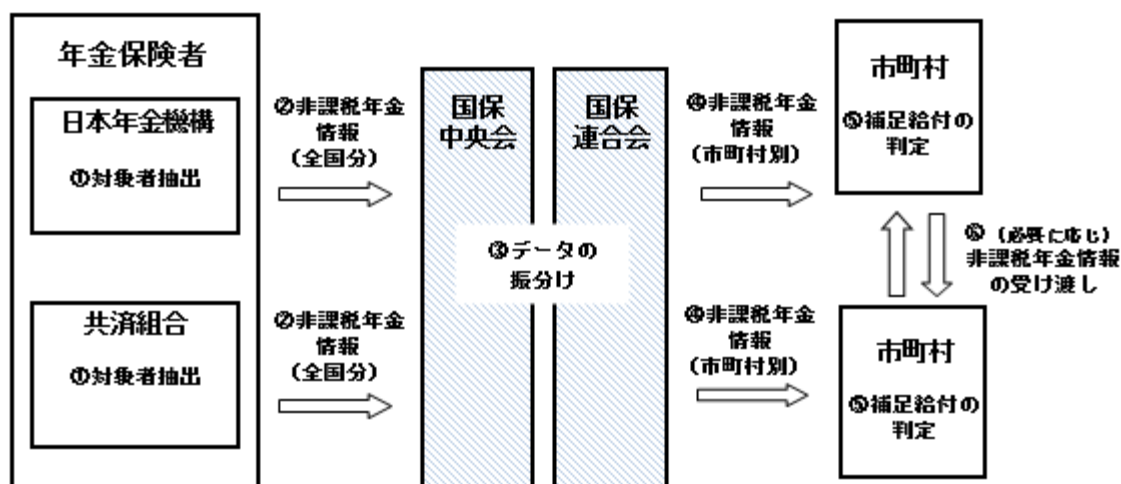 年金保険者
日本年金機構
①対象者抽出
共済組合
①対象者抽出
②非課税年金
情報
(全国分)
②非課税年金
情報
(全国分)
国保
中央会
国保
連合会
③データの
振分け
④非課税年金
情報
(市町村別)
④非課税年金
情報
(市町村別)
市町村
⑤補足給付の
判定
⑥（必要に応じ）
非課税年金情報
の受け渡し
市町村
⑤補足給付の
判定